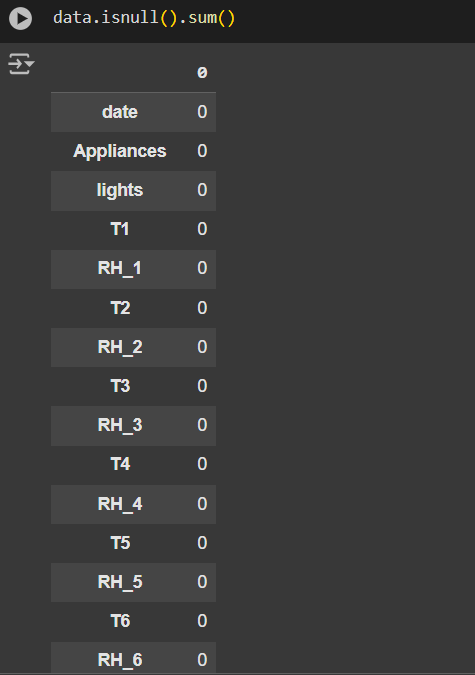 data.isnull().sum()
0
date 0
Appliances 0
lights 0
T1 0
RH_1 0
T2 0
RH_2 0
T3 0
RH_3 0
T4 0
RH_4 0
T5 0
RH_5 0
T6 0
RH_6 0